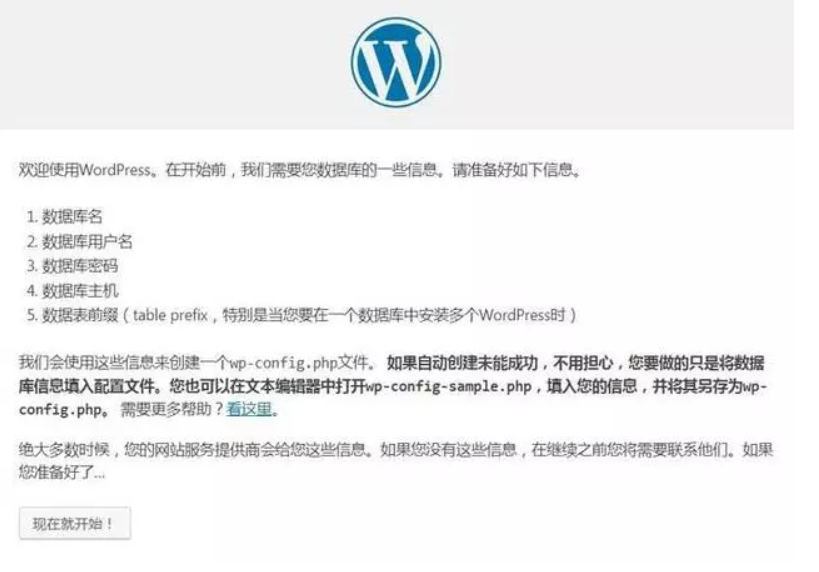 欢迎使用WordPress。在开始前，我们需要您数据库的一些信息。请准备好如下信息。
1. 数据库名
2. 数据库用户名
3. 数据库密码
4. 数据库主机
5. 数据表前缀（table prefix，特别是当您要在一个数据库中安装多个WordPress时）
我们会使用这些信息来创建一个wp-config.php文件。 如果自动创建未能成功，不用担心，您要做的只是将数据
库信息填入配置文件。您也可以在文本编辑器中打开wp-config-sample.php，填入您的信息，并将其另存为wp-
config.php。 需要更多帮助？看这里。
绝大多数时候，您的网站服务提供商会给您这些信息。如果您没有这些信息，在继续之前您将需要联系他们。如果
您准备好了...
现在就开始！